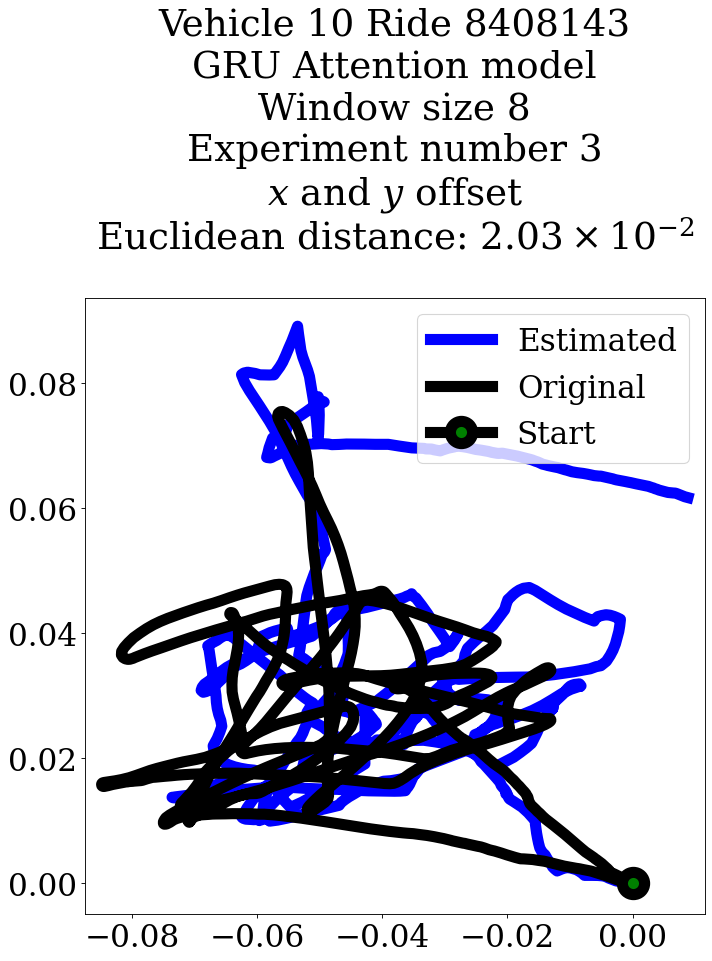 Vehicle 10 Ride 8408143
GRU Attention model
Window size 8
Experiment number 3
x and y offset
Euclidean distance: 2.03 × 10⁻²
Estimated
Original
Start
0.08
0.06
0.04
0.02
0.00
−0.08 −0.06 −0.04 −0.02 0.00